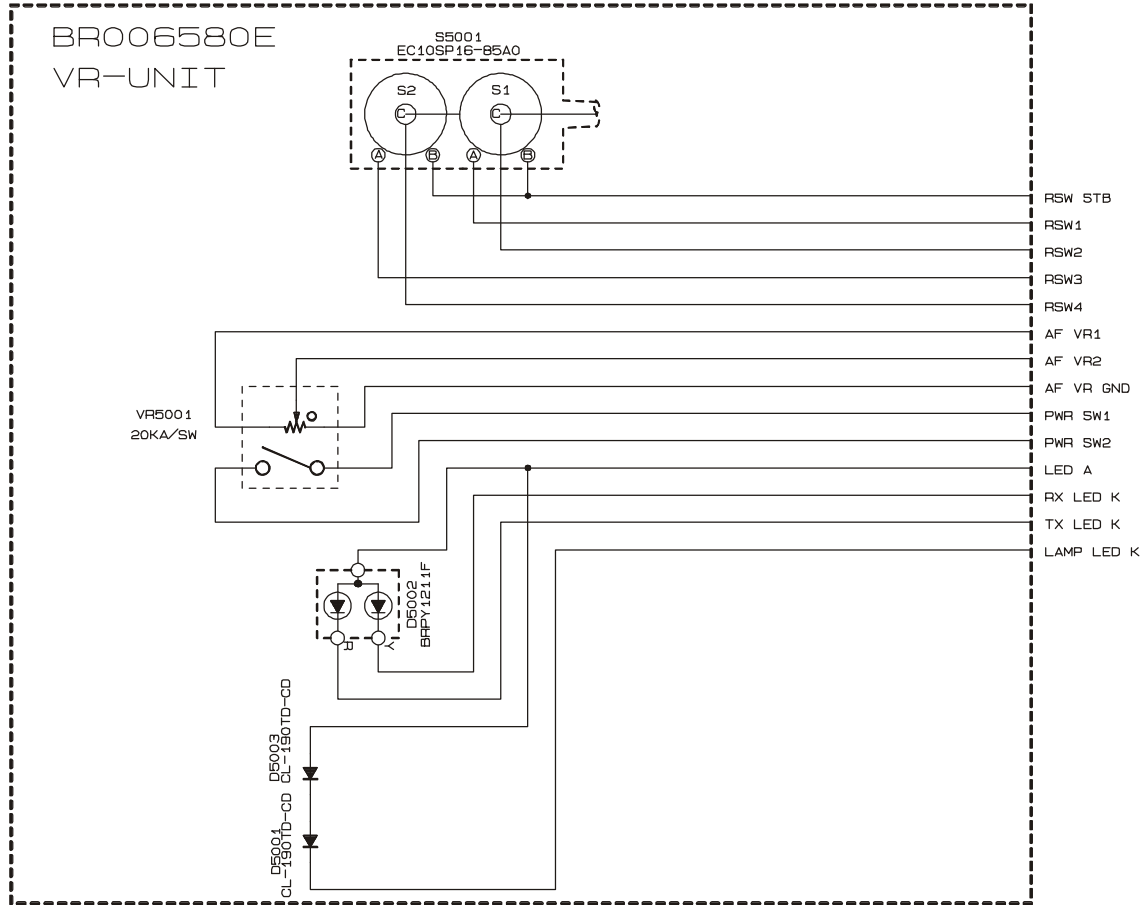 BR006580E
VR-UNIT
S5001
EC10SP16-85A0
S2
S1
C
C
A
B
A
B
RSW STB
RSW1
RSW2
RSW3
RSW4
AF VR1
AF VR2
AF VR GND
PWR SW1
PWR SW2
LED A
RX LED K
TX LED K
LAMP LED K
VR5001
20KA/SW
D5002
BRPY1211F
R
Y
D5003
CL-190TD-CD
D5001
CL-190TD-CD